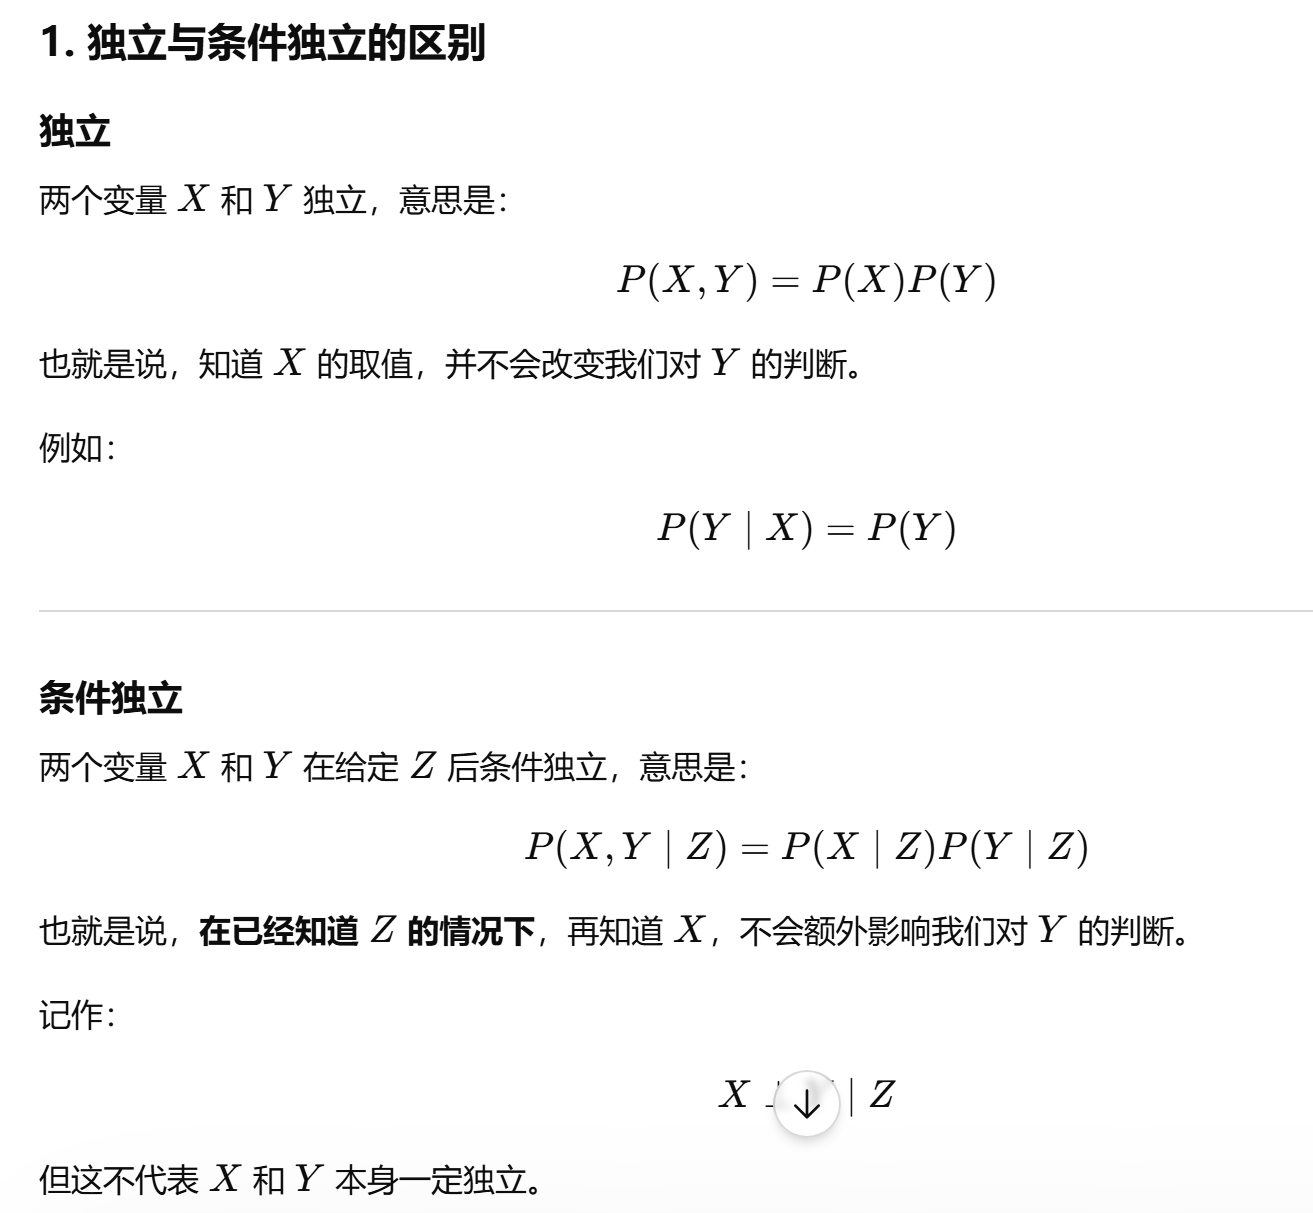 1. 独立与条件独立的区别
独立
两个变量 X 和 Y 独立，意思是：
P(X, Y) = P(X)P(Y)
也就是说，知道 X 的取值，并不会改变我们对 Y 的判断。
例如：
P(Y | X) = P(Y)
条件独立
两个变量 X 和 Y 在给定 Z 后条件独立，意思是：
P(X, Y | Z) = P(X | Z)P(Y | Z)
也就是说，在已经知道 Z 的情况下，再知道 X，不会额外影响我们对 Y 的判断。
记作：
X | Z
但这不代表 X 和 Y 本身一定独立。